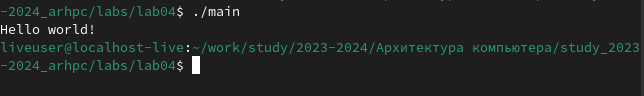 -2024_arhpc/labs/lab04$ ./main
Hello world!
liveuser@localhost-live:~/work/study/2023-2024/Архитектура компьютера/study_2023
-2024_arhpc/labs/lab04$